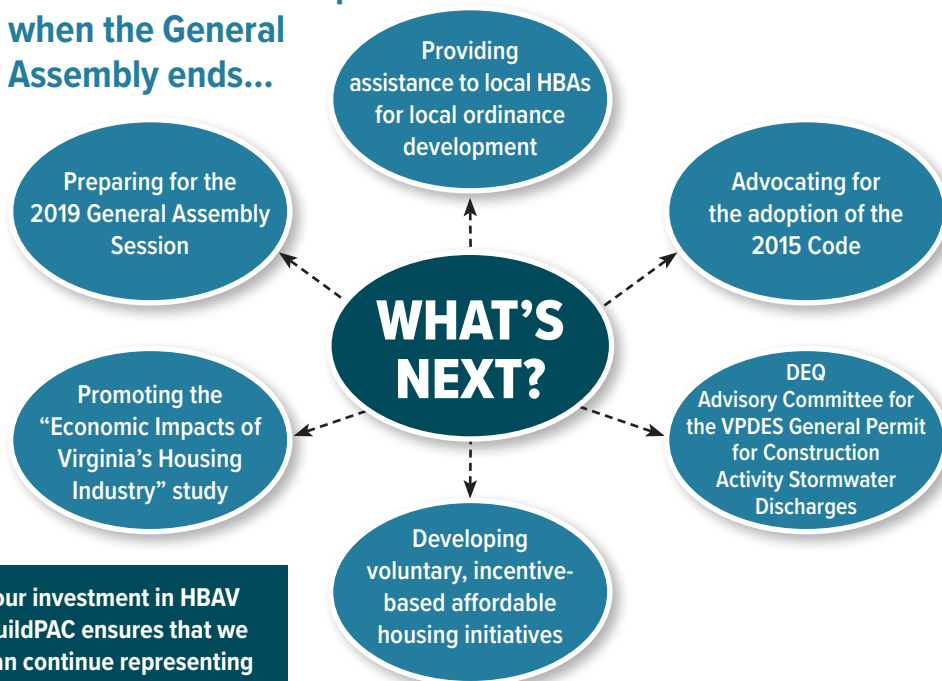 when the General
Assembly ends...
Providing
assistance to local HBAs
for local ordinance
development
Preparing for the
2019 General Assembly
Session
Advocating for
the adoption of the
2015 Code
WHAT'S
NEXT?
Promoting the
“Economic Impacts of
Virginia's Housing
Industry” study
DEQ
Advisory Committee for
the VPDES General Permit
for Construction
Activity Stormwater
Discharges
Developing
voluntary, incentive-
based affordable
housing initiatives
our investment in HBAV
uildPAC ensures that we
an continue representing